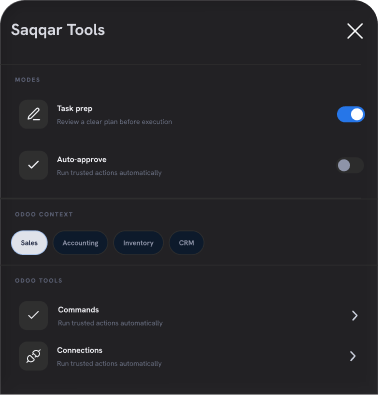 Saqqar Tools
MODES
Task prep
Review a clear plan before execution
Auto-approve
Run trusted actions automatically
ODOO CONTEXT
Sales Accounting Inventory CRM
ODOO TOOLS
Commands
Run trusted actions automatically
Connections
Run trusted actions automatically